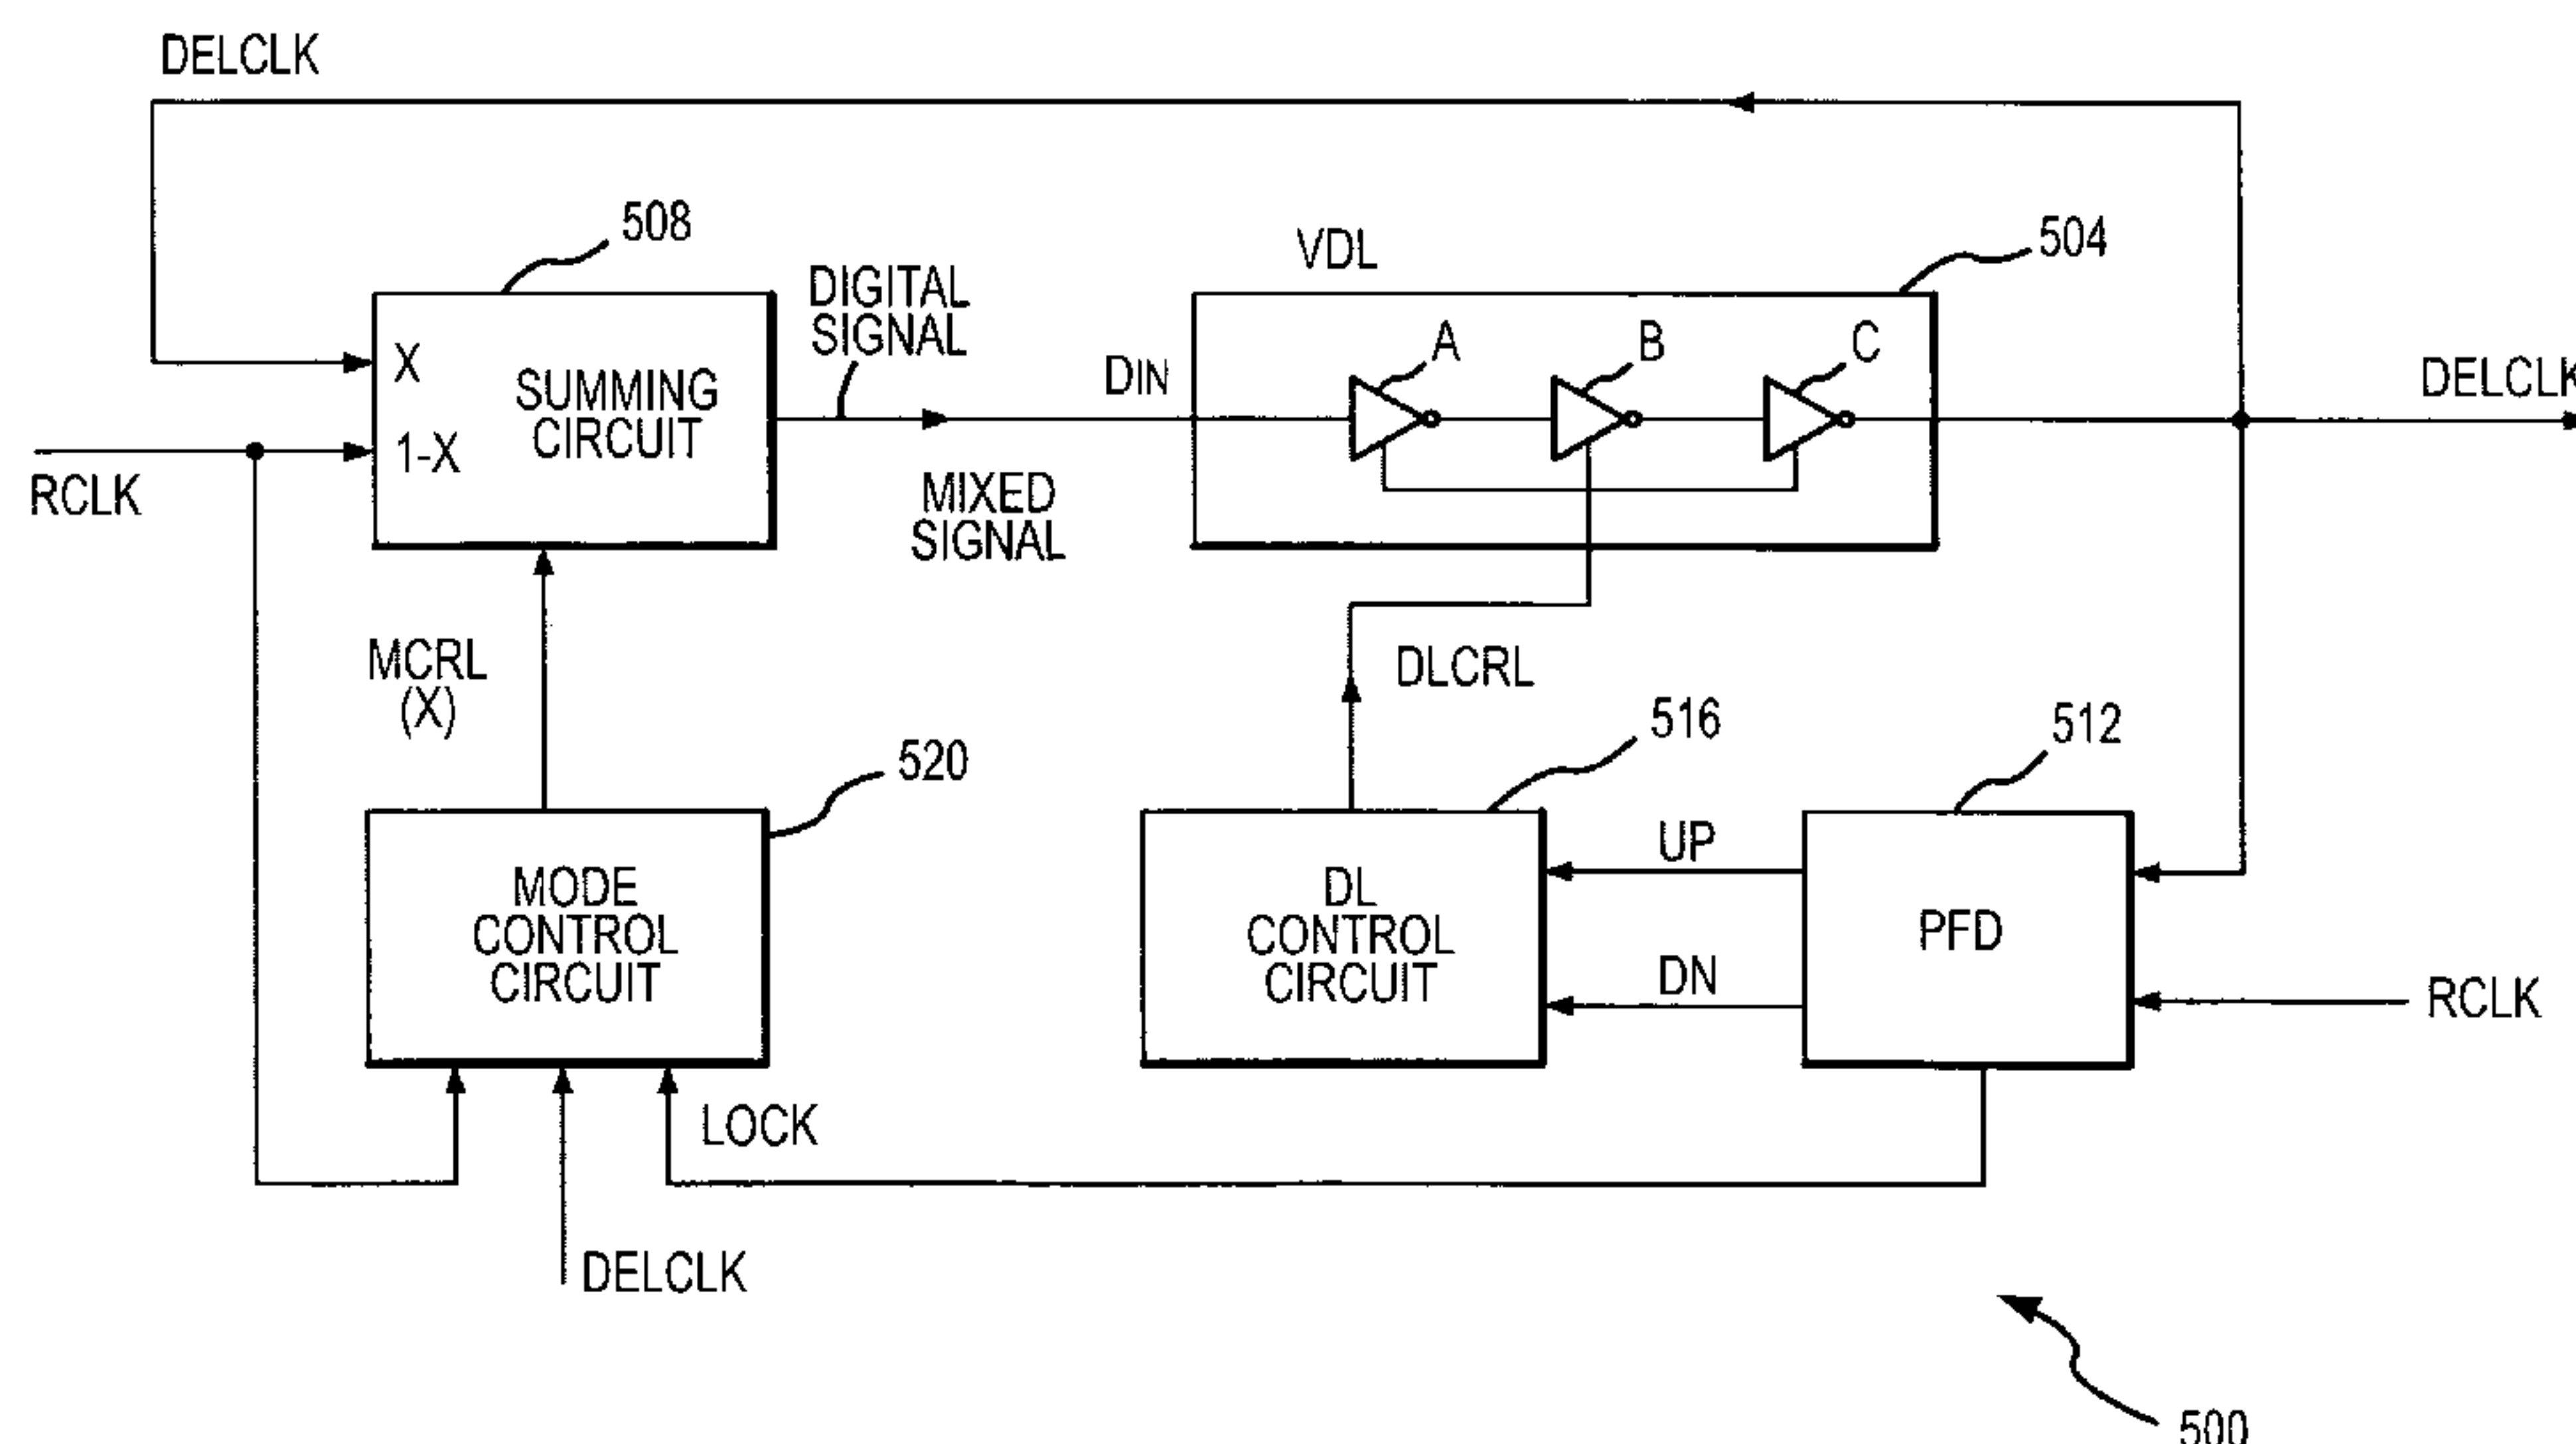 DELCLK
508
504
VDL
DIGITAL
SIGNAL
A
B
C
DIN
X
SUMMING
CIRCUIT
1-X
DELCLK
RCLK
MIXED
SIGNAL
MCRL
(X)
DLCRL
516
512
520
UP
MODE
CONTROL
CIRCUIT
DL
CONTROL
CIRCUIT
PFD
DN
RCLK
LOCK
DELCLK
500